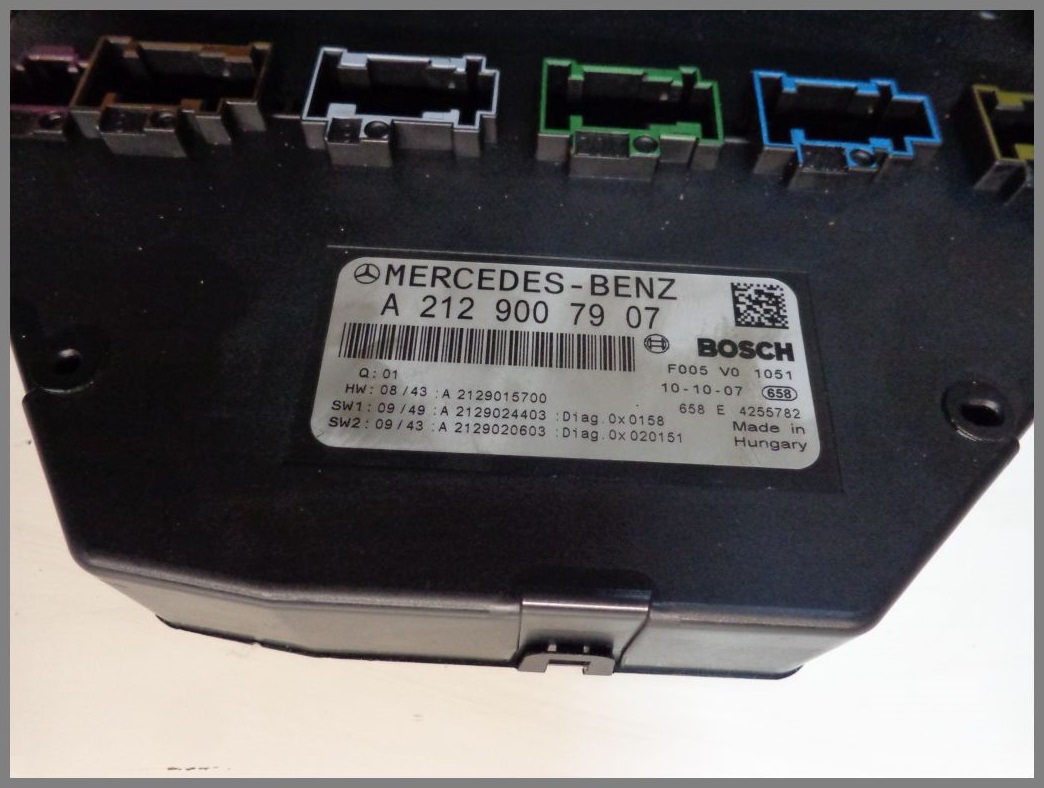 MERCEDES-BENZ
A 212 900 79 07
BOSCH
F005 V0 1051
Q: 01
10-10-07 658
HW: 08/43 :A 2129015700
658 E 4255782
SW1: 09/49 :A 2129024403 :Diag.0x0158
Made in
SW2: 09/43 :A 2129020603 :Diag.0x020151
Hungary